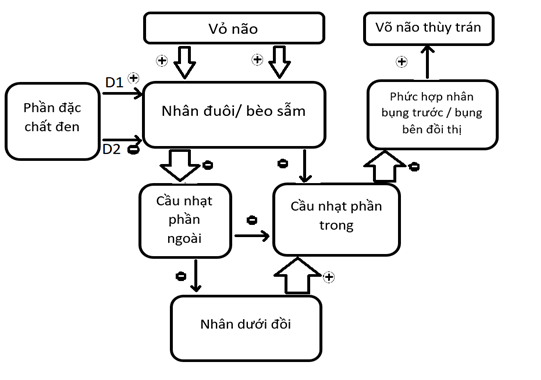 Vỏ não
Võ não thùy trán
D1
Phần đặc
chất đen
D2
Nhân đuôi/ bèo sẫm
Phức hợp nhân
bụng trước / bụng
bên đồi thị
Cầu nhạt
phần
ngoài
Cầu nhạt phần
trong
Nhân dưới đồi